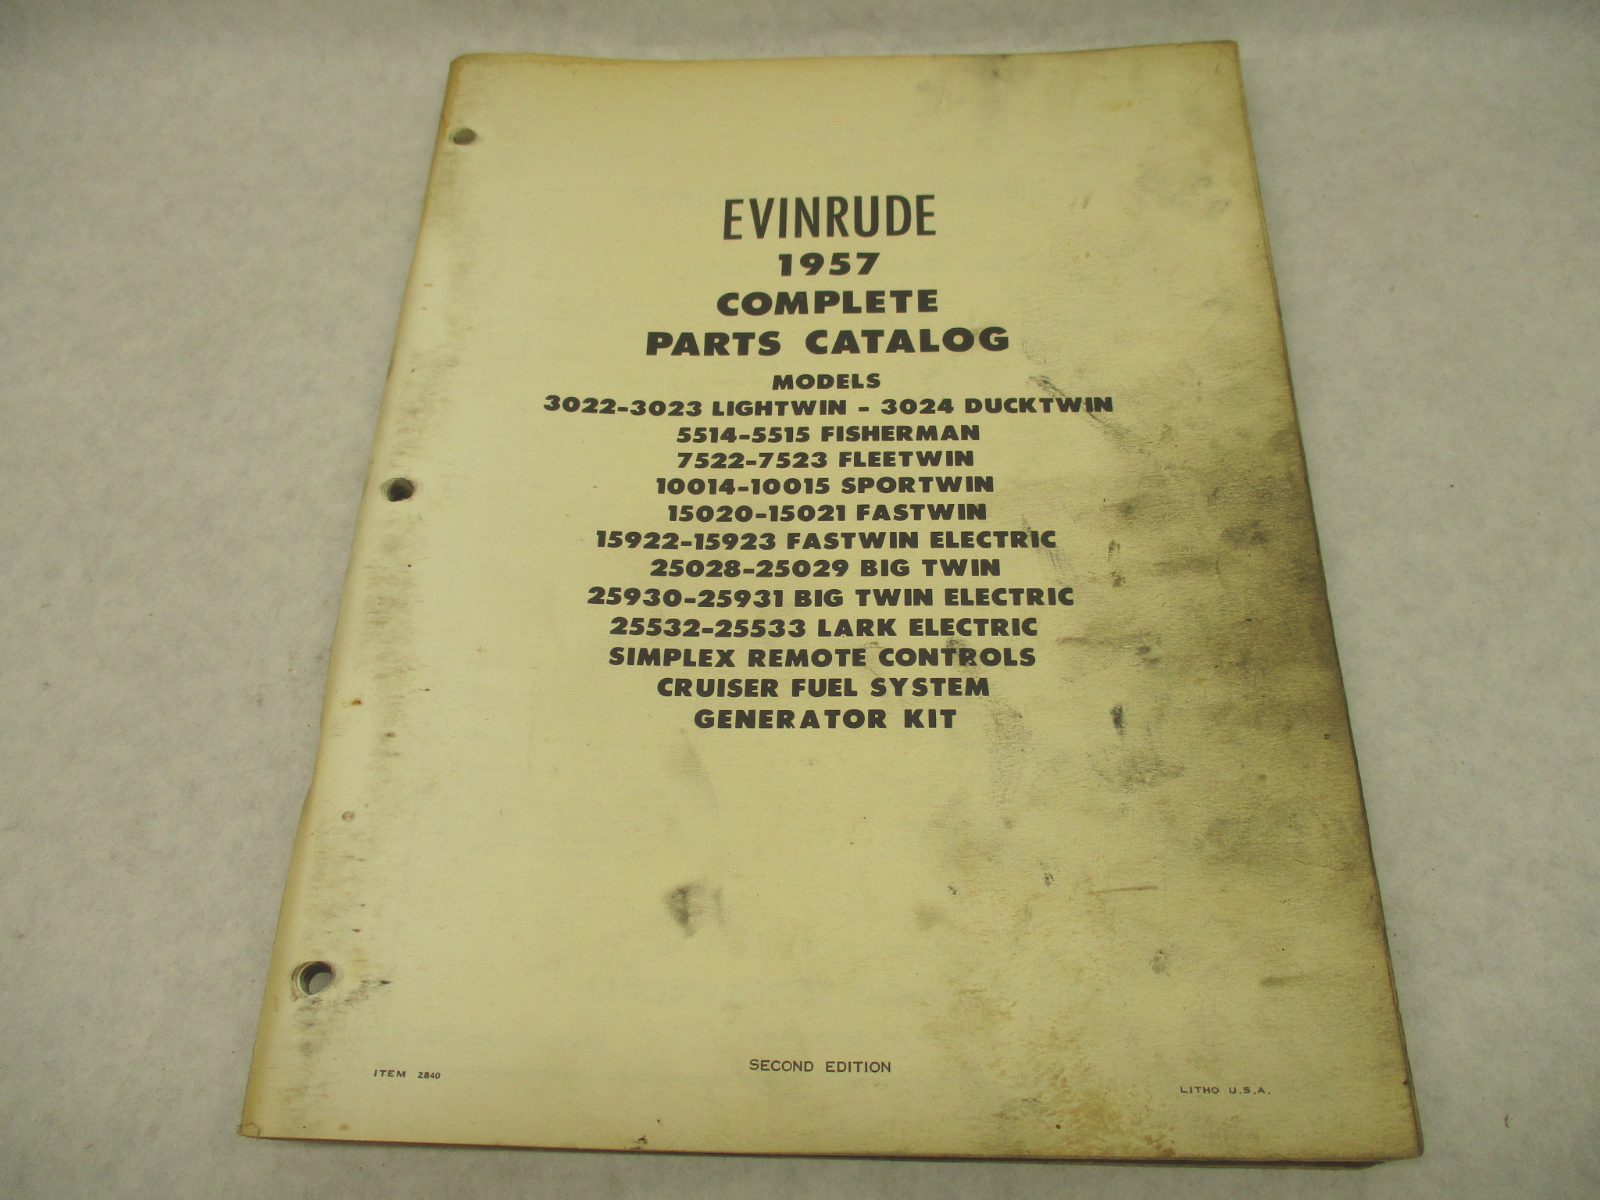 EVINRUDE
1957
COMPLETE
PARTS CATALOG
MODELS
3022-3023 LIGHTWIN - 3024 DUCKTWIN
5514-5515 FISHERMAN
7522-7523 FLEETWIN
10014-10015 SPORTWIN
15020-15021 FASTWIN
15922-15923 FASTWIN ELECTRIC
25028-25029 BIG TWIN
25930-25931 BIG TWIN ELECTRIC
25532-25533 LARK ELECTRIC
SIMPLEX REMOTE CONTROLS
CRUISER FUEL SYSTEM
GENERATOR KIT
ITEM 2840
SECOND EDITION
LITHO U.S.A.